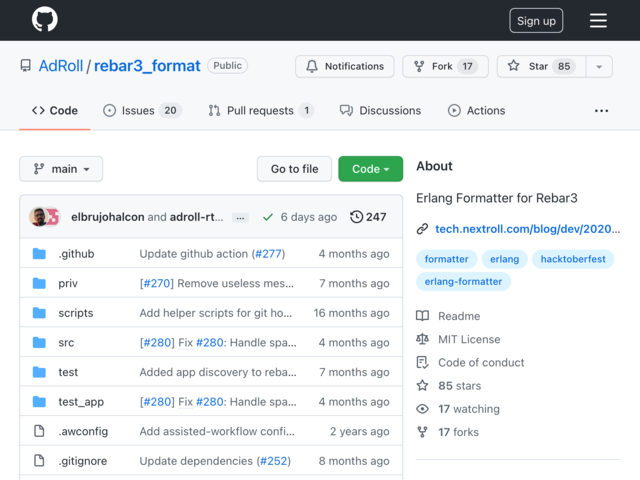 Sign up
AdRoll / rebar3_format Public
Notifications Fork 17 Star 85
Code Issues 20 Pull requests 1 Discussions Actions ...
main Go to file Code
elbrujohalcon and adroll-rt... ... 6 days ago 247
.github Update github action (#277) 4 months ago
priv [#270] Remove useless mes... 7 months ago
scripts Add helper scripts for git ho... 16 months ago
src [#280] Fix #280: Handle spa... 4 months ago
test Added app discovery to reba... 7 months ago
test_app [#280] Fix #280: Handle spa... 4 months ago
.awconfig Add assisted-workflow confi... 2 years ago
.gitignore Update dependencies (#252) 8 months ago
About
Erlang Formatter for Rebar3
tech.nextroll.com/blog/dev/2020...
formatter erlang hacktoberfest
erlang-formatter
Readme
MIT License
Code of conduct
85 stars
17 watching
17 forks